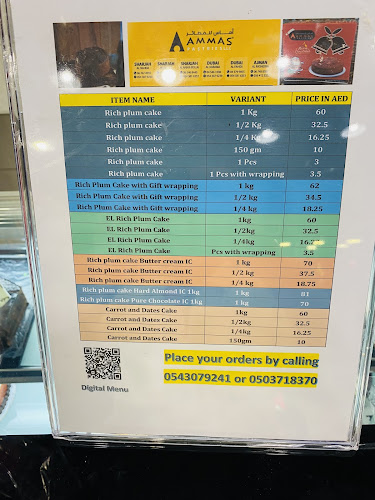 AMMAS
SHARJAH SHARJAH SHARJAH DUBAI DUBAI AJMAN
ITEM NAME VARIANT PRICE IN AED
Rich plum cake 1 Kg 60
Rich plum cake 1/2 Kg 32.5
Rich plum cake 1/4 Kg 16.25
Rich plum cake 150 gm 10
Rich plum cake 1 Pcs 3
Rich plum cake 1 Pcs with wrapping 3.5
Rich Plum Cake with Gift wrapping 1 kg 62
Rich Plum Cake with Gift wrapping 1/2 kg 34.5
Rich Plum Cake with Gift wrapping 1/4 kg 18.25
EL Rich Plum Cake 1kg 60
EL Rich Plum Cake 1/2kg 32.5
EL Rich Plum Cake 1/4kg
EL Rich Plum Cake Pcs with wrapping 3.5
Rich plum cake Butter cream IC 1 kg 70
Rich plum cake Butter cream IC 1/2 kg 37.5
Rich plum cake Butter cream IC 1/4 kg 18.75
Rich plum cake Hard Almond IC 1kg 1 kg 81
Rich plum cake Pure Chocolate IC 1kg 1 kg 70
Carrot and Dates Cake 1kg 60
Carrot and Dates Cake 1/2kg 32.5
Carrot and Dates Cake 1/4kg 16.25
Carrot and Dates Cake 150gm 10
Place your orders by calling
0543079241 or 0503718370
Digital Menu